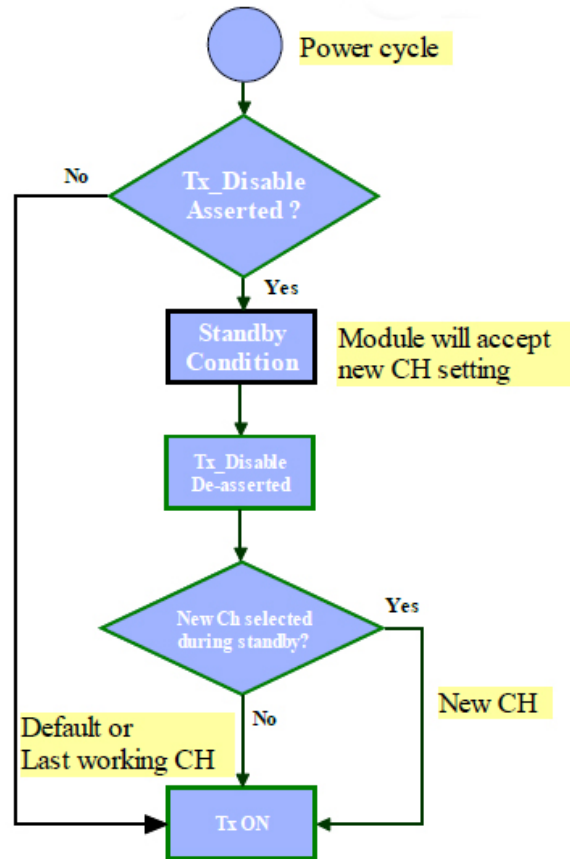 Power cycle
No
Tx_Disable
Asserted ?
Yes
Standby
Condition
Module will accept
new CH setting
Tx_Disable
De-asserted
New Ch selected
during standby?
Yes
New CH
No
Default or
Last working CH
Tx ON